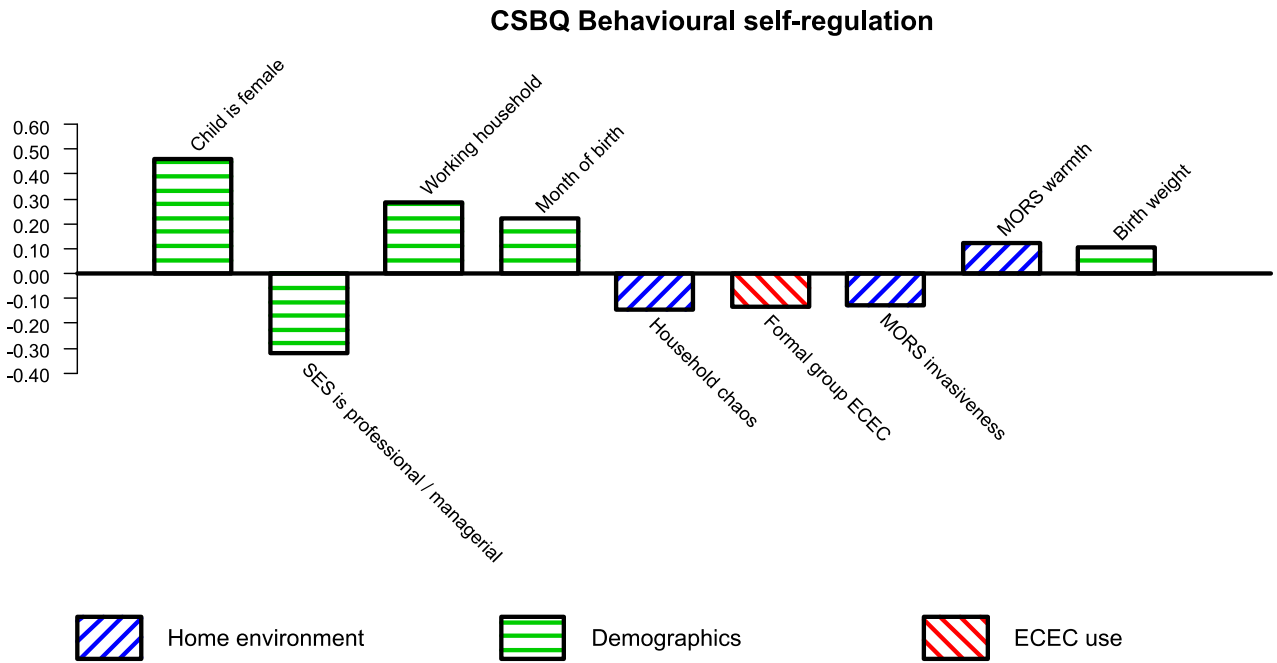 CSBQ Behavioural self-regulation
0.60
0.50
0.40
0.30
0.20
0.10
0.00
-0.10
-0.20
-0.30
-0.40
Child is female
SES is professional / managerial
Working household
Month of birth
Household chaos
Formal group ECEC
MORS invasiveness
MORS warmth
Birth weight
Home environment
Demographics
ECEC use